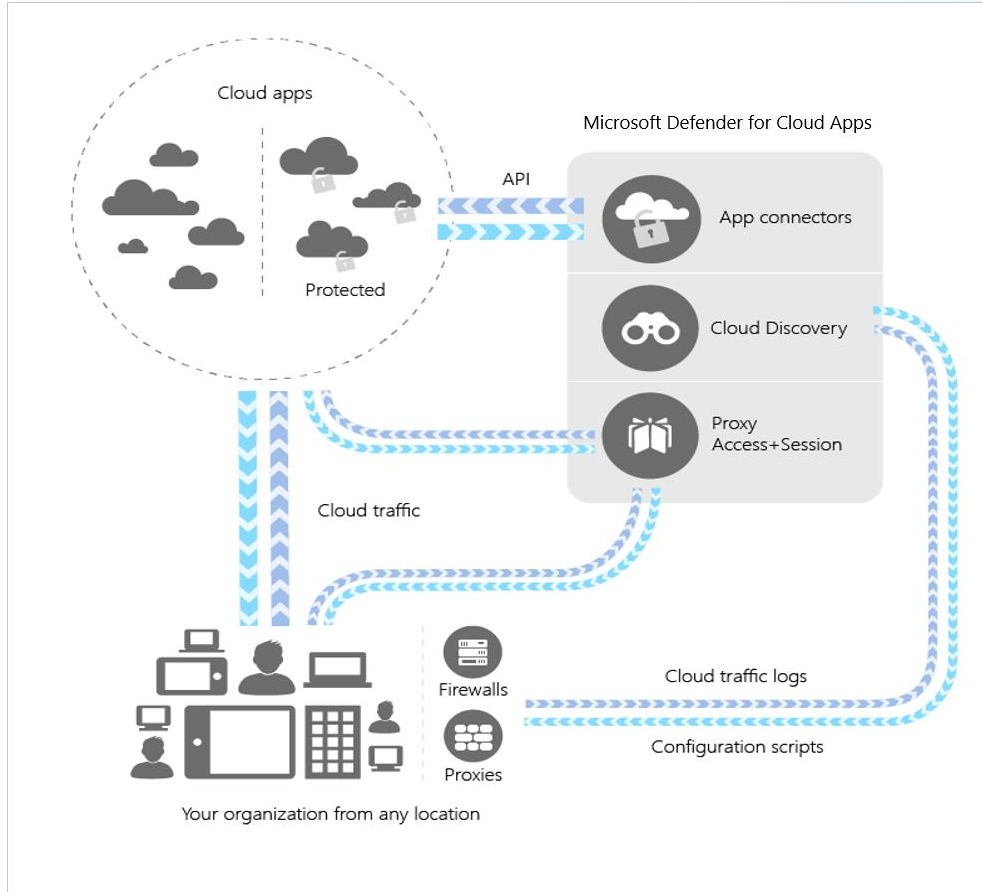 Cloud apps
Microsoft Defender for Cloud Apps
API
App connectors
Protected
Cloud Discovery
Proxy
Access+Session
Cloud traffic
Firewalls
Cloud traffic logs
Configuration scripts
Proxies
Your organization from any location